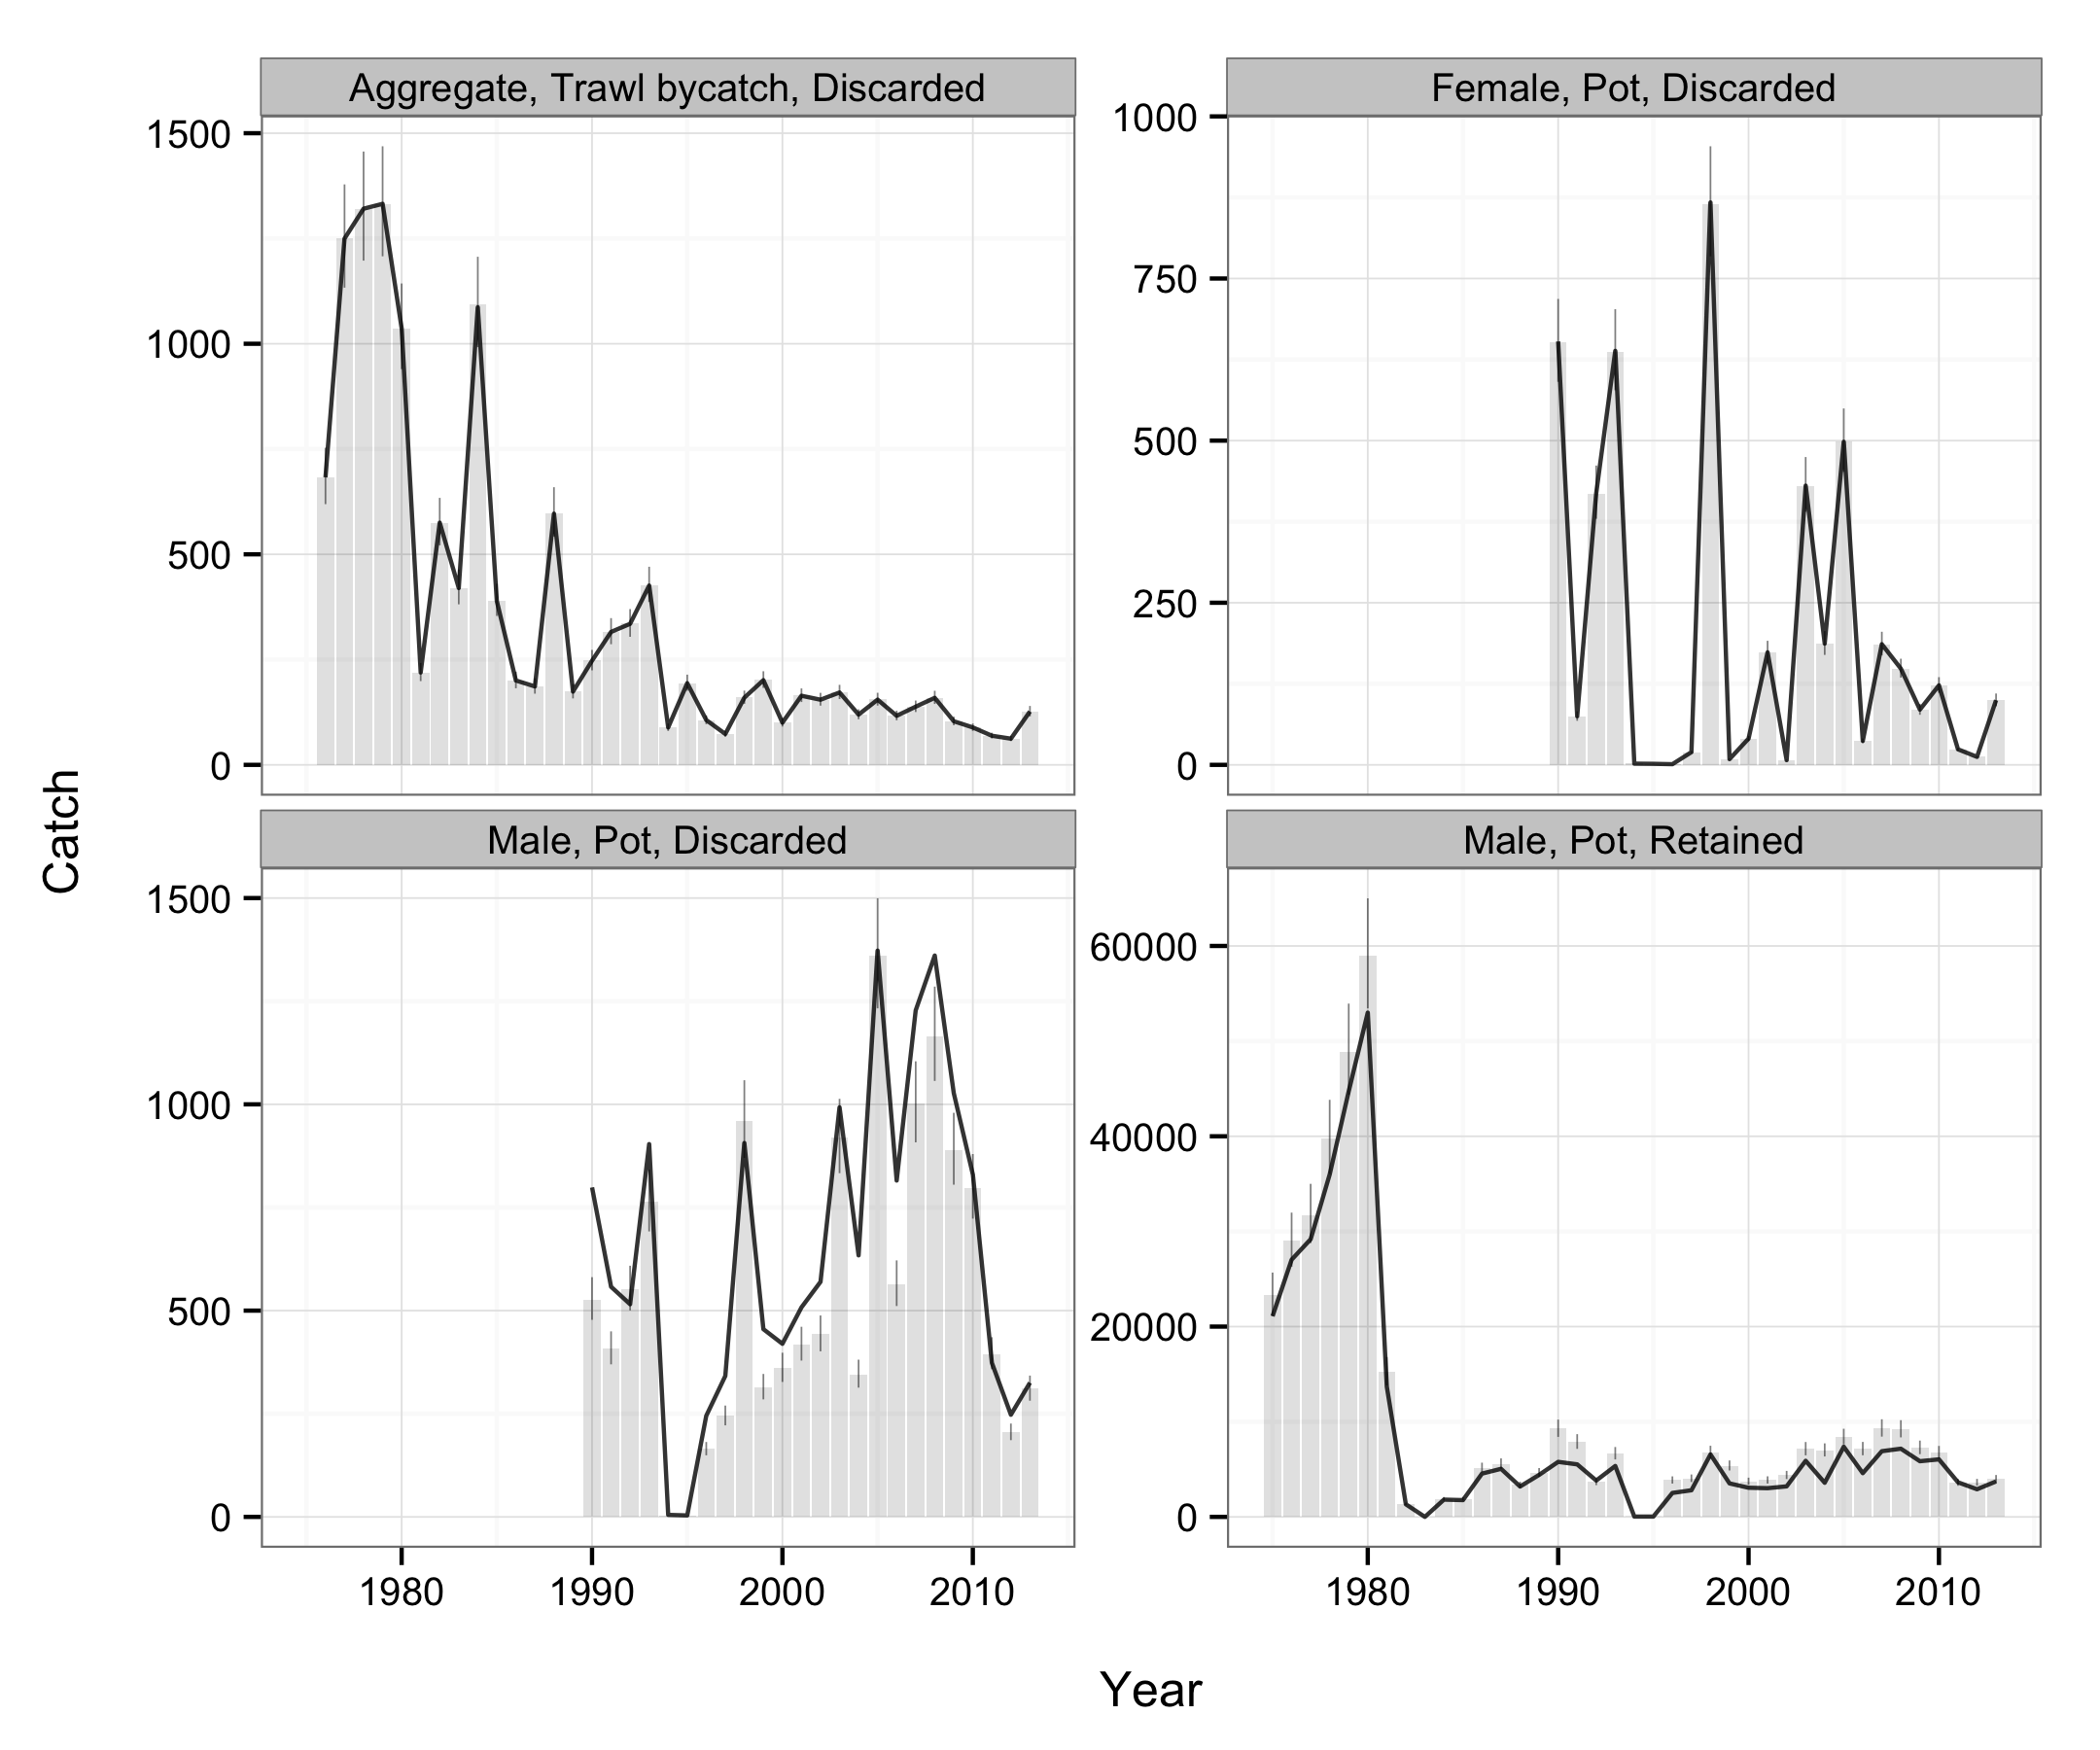 Aggregate, Trawl bycatch, Discarded
Female, Pot, Discarded
1500
1000
500
0
1000
750
500
250
0
Catch
Male, Pot, Discarded
Male, Pot, Retained
1500
1000
500
0
60000
40000
20000
0
1980 1990 2000 2010
1980 1990 2000 2010
Year